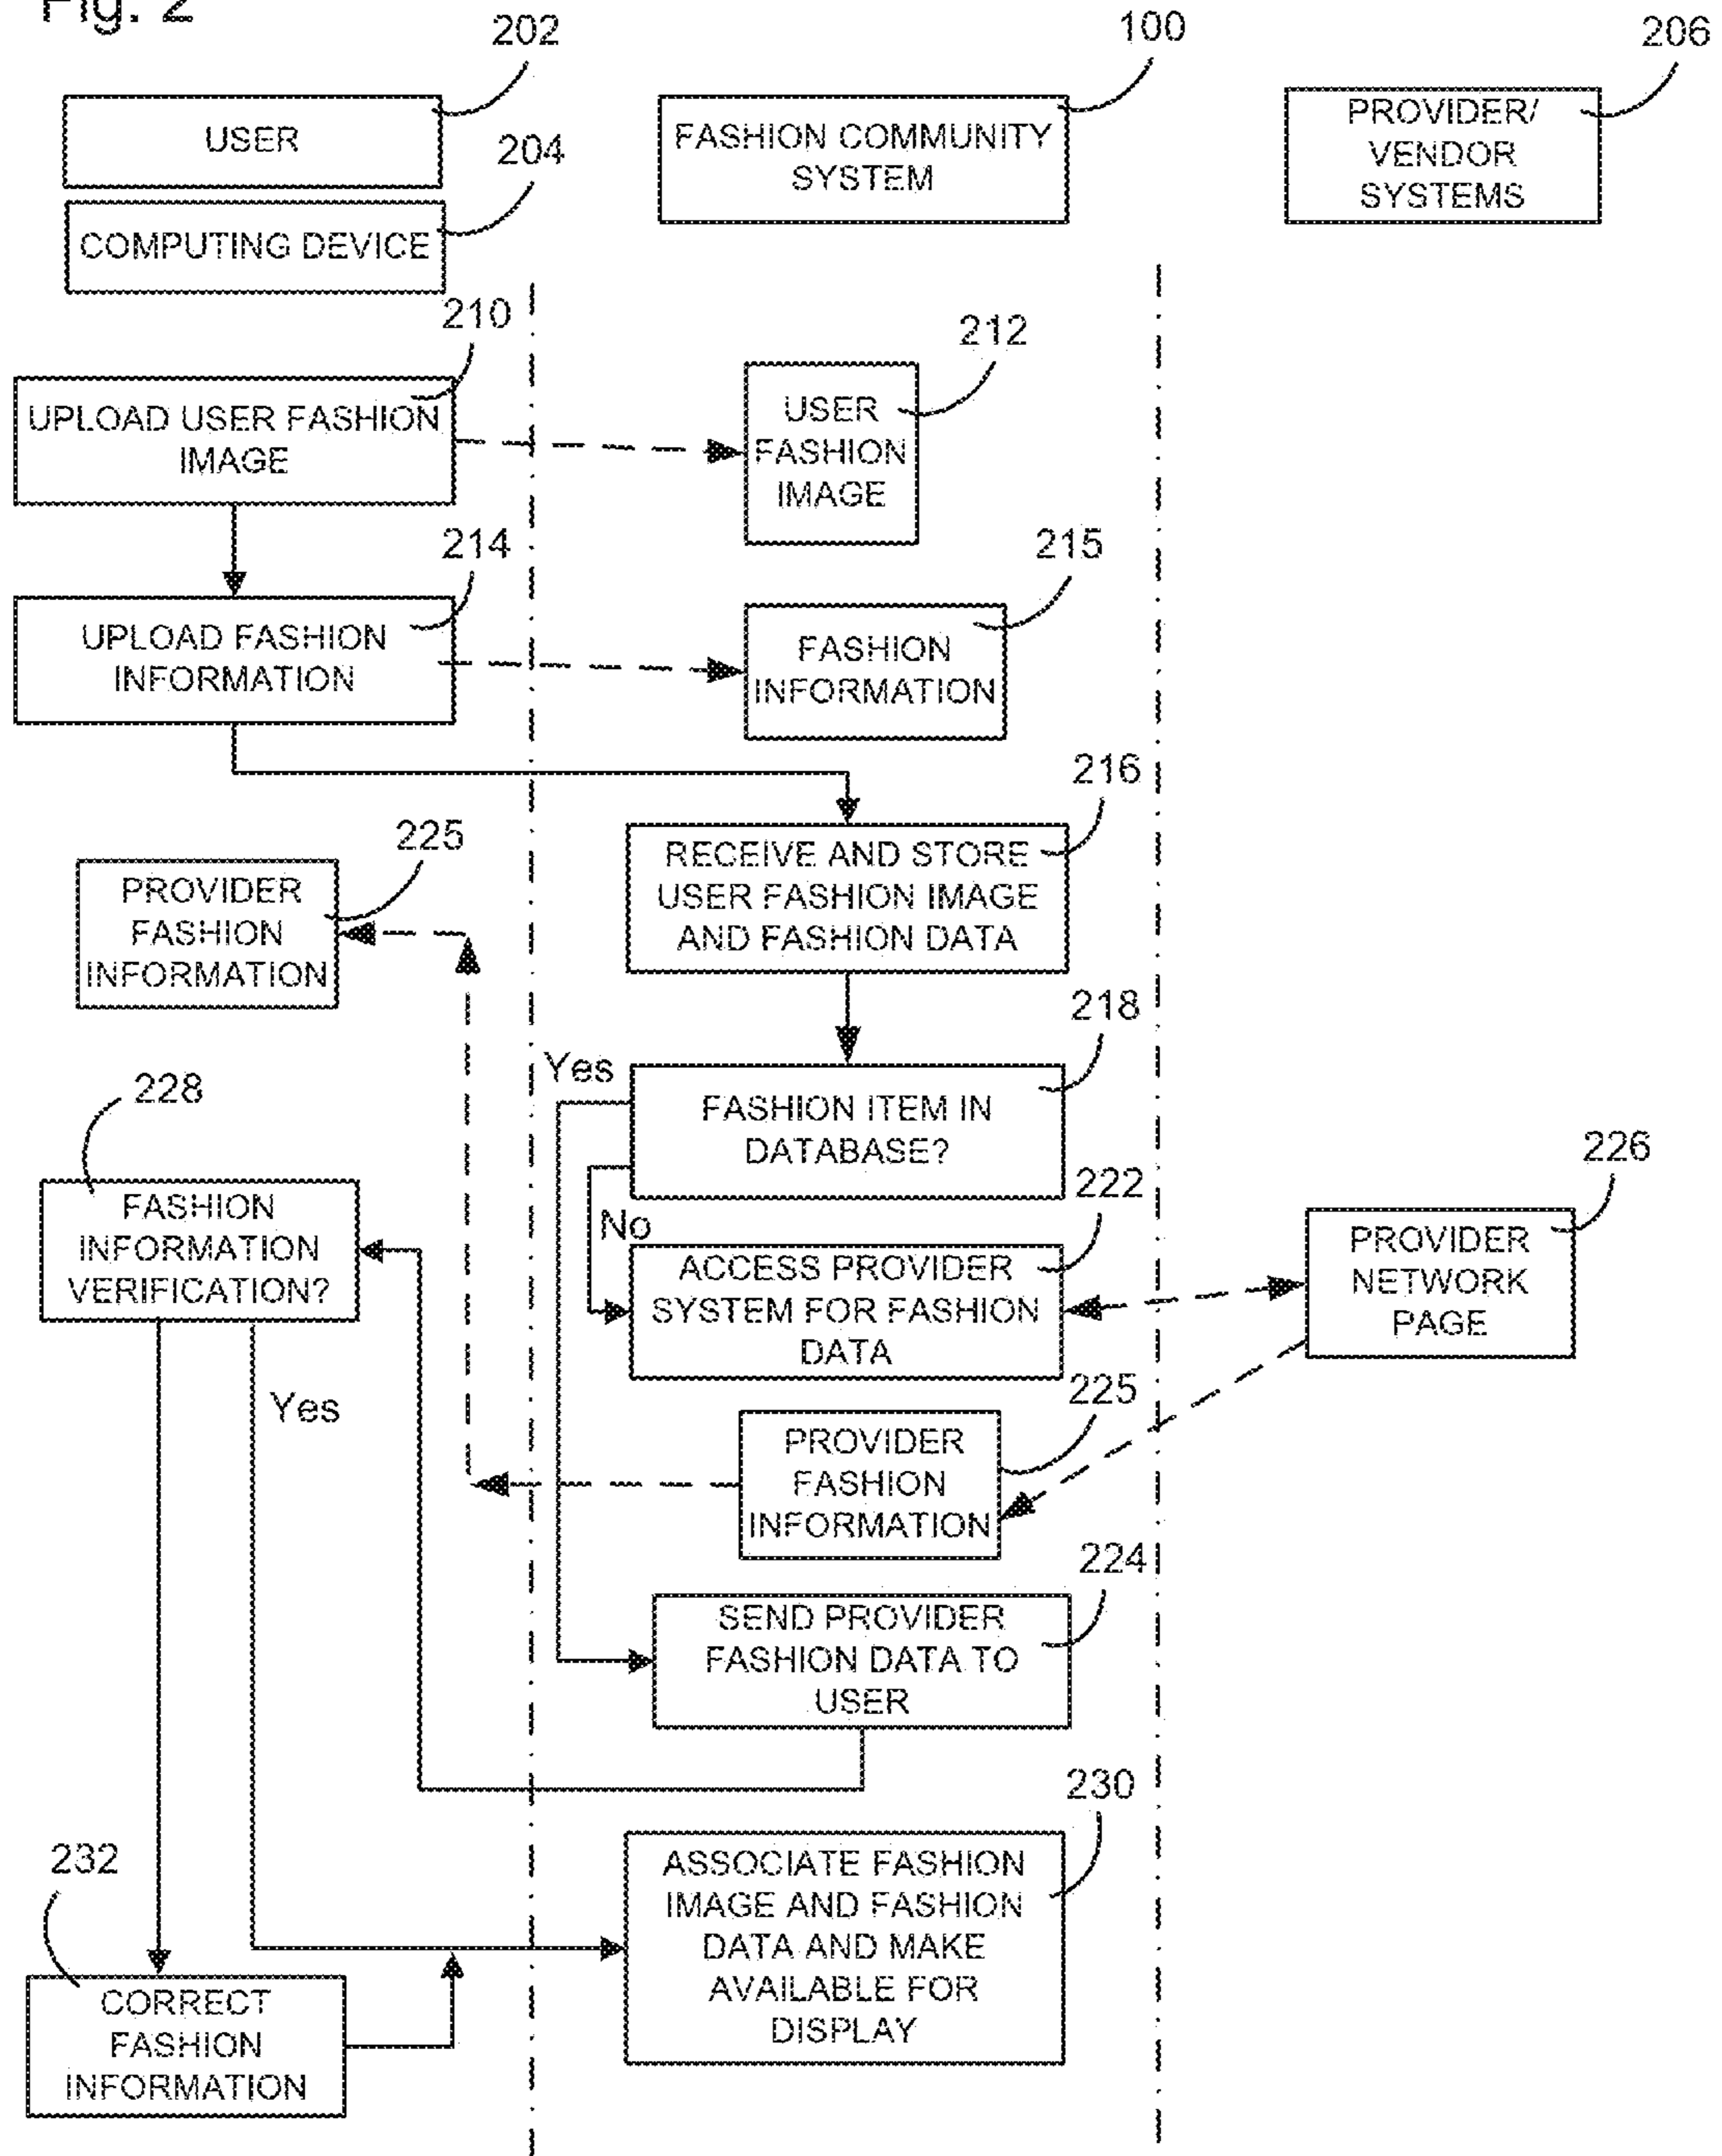 Fig. 2
202
100
206
USER
FASHION COMMUNITY
SYSTEM
PROVIDER/
VENDOR
SYSTEMS
204
COMPUTING DEVICE
210
212
UPLOAD USER FASHION
IMAGE
USER
FASHION
IMAGE
214
215
UPLOAD FASHION
INFORMATION
FASHION
INFORMATION
216
RECEIVE AND STORE
USER FASHION IMAGE
AND FASHION DATA
225
PROVIDER
FASHION
INFORMATION
218
Yes
FASHION ITEM IN
DATABASE?
228
FASHION
INFORMATION
VERIFICATION?
No
222
ACCESS PROVIDER
SYSTEM FOR FASHION
DATA
226
PROVIDER
NETWORK
PAGE
Yes
225
PROVIDER
FASHION
INFORMATION
224
SEND PROVIDER
FASHION DATA TO
USER
230
ASSOCIATE FASHION
IMAGE AND FASHION
DATA AND MAKE
AVAILABLE FOR
DISPLAY
232
CORRECT
FASHION
INFORMATION